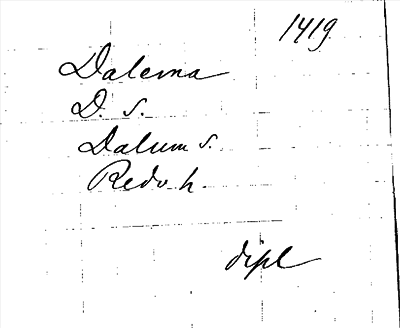 1419
Dalema
D. s.
Dalum s.
Redv. h.
dipl